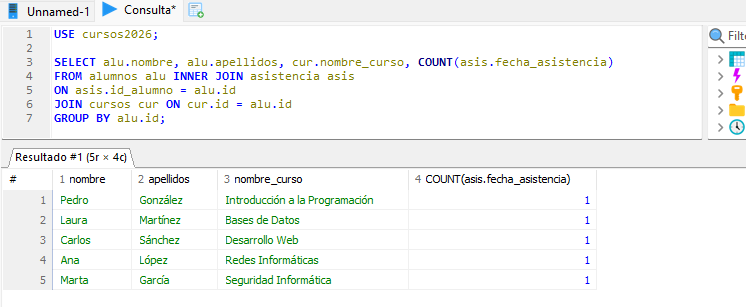 Unnamed-1 Consulta*
1 USE cursos2026;
2
3 SELECT alu.nombre, alu.apellidos, cur.nombre_curso, COUNT(asis.fecha_asistencia)
4 FROM alumnos alu INNER JOIN asistencia asis
5 ON asis.id_alumno = alu.id
6 JOIN cursos cur ON cur.id = alu.id
7 GROUP BY alu.id;
Filtro
Resultado #1 (5r × 4c)
# 1 nombre 2 apellidos 3 nombre_curso 4 COUNT(asis.fecha_asistencia)
1 Pedro González Introducción a la Programación 1
2 Laura Martínez Bases de Datos 1
3 Carlos Sánchez Desarrollo Web 1
4 Ana López Redes Informáticas 1
5 Marta García Seguridad Informática 1